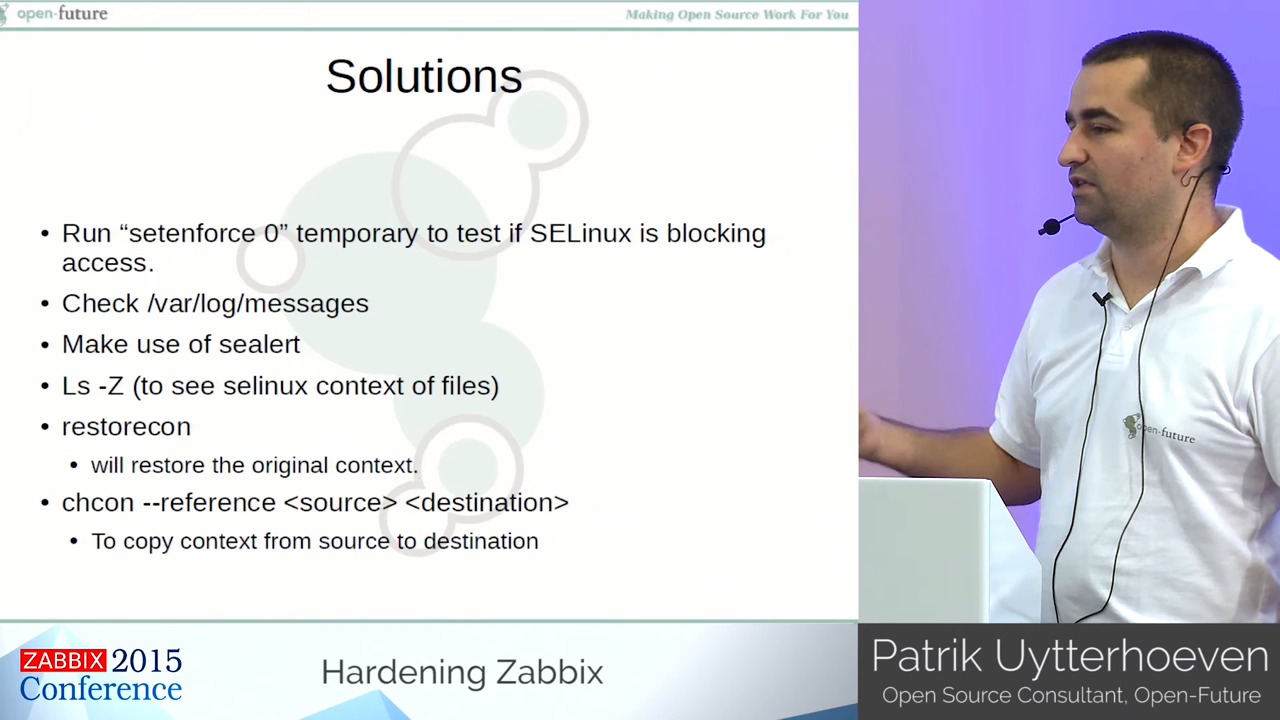 open-future
Making Open Source Work For You
Solutions
• Run “setenforce 0” temporary to test if SELinux is blocking
access.
• Check /var/log/messages
• Make use of sealert
• Ls -Z (to see selinux context of files)
• restorecon
• will restore the original context.
• chcon --reference <source> <destination>
• To copy context from source to destination
open-future
ZABBIX 2015
Conference
Hardening Zabbix
Patrik Uytterhoeven
Open Source Consultant, Open-Future